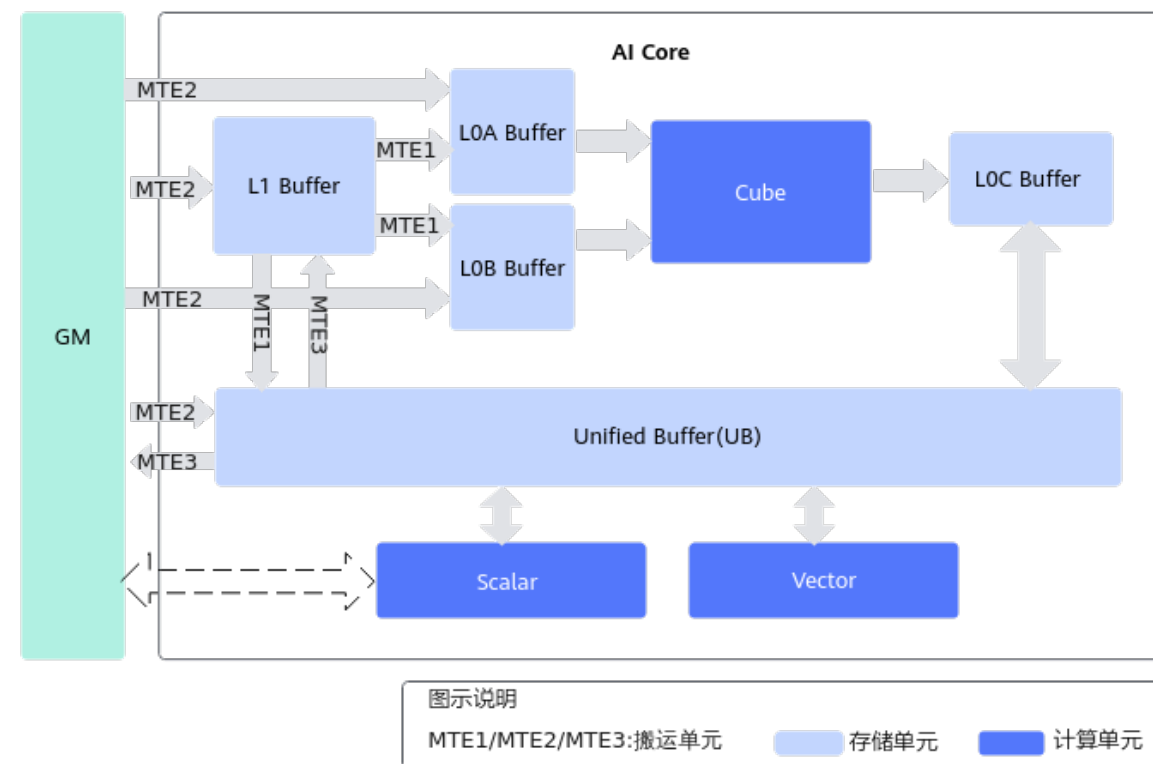 AI Core
MTE2
L0A Buffer
MTE1
L1 Buffer
MTE2
Cube
L0C Buffer
MTE1
L0B Buffer
MTE2
MTE1
MTE3
GM
MTE2
Unified Buffer(UB)
MTE3
Scalar
Vector
图示说明
MTE1/MTE2/MTE3:搬运单元
存储单元
计算单元